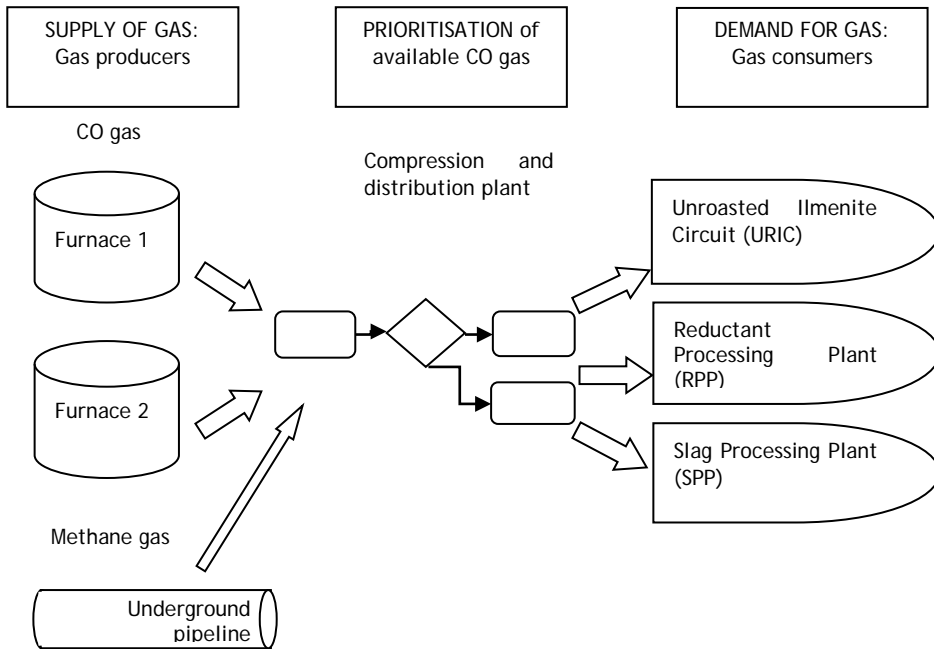 SUPPLY OF GAS:
Gas producers
PRIORITISATION of
available CO gas
DEMAND FOR GAS:
Gas consumers
CO gas
Compression and
distribution plant
Furnace 1
Unroasted Ilmenite
Circuit (URIC)
Reductant
Processing Plant
(RPP)
Furnace 2
Slag Processing Plant
(SPP)
Methane gas
Underground
pipeline